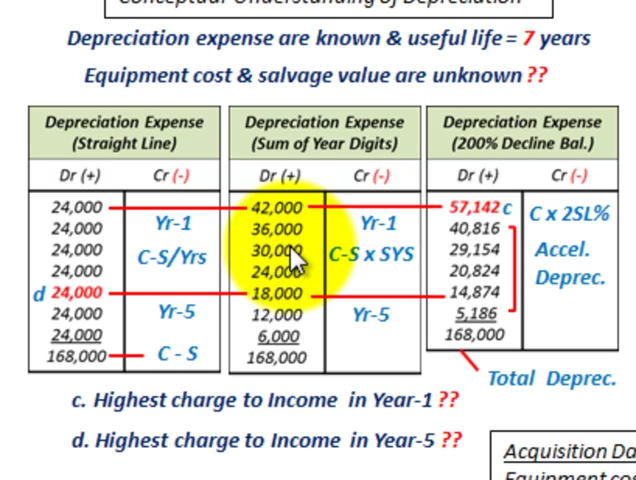 Conceptual Understanding of Depreciation
Depreciation expense are known & useful life = 7 years
Equipment cost & salvage value are unknown ??
Depreciation Expense
(Straight Line)
Dr (+) Cr (-)
24,000
24,000 Yr-1
24,000 C-S/Yrs
24,000
d 24,000
24,000 Yr-5
24,000
168,000 C - S
Depreciation Expense
(Sum of Year Digits)
Dr (+) Cr (-)
42,000
36,000 Yr-1
30,000 C-S x SYS
24,000
18,000
12,000 Yr-5
6,000
168,000
Depreciation Expense
(200% Decline Bal.)
Dr (+) Cr (-)
57,142 c C x 2SL%
40,816
29,154 Accel.
20,824 Deprec.
14,874
5,186
168,000
Total Deprec.
c. Highest charge to Income in Year-1 ??
d. Highest charge to Income in Year-5 ??
Acquisition Da